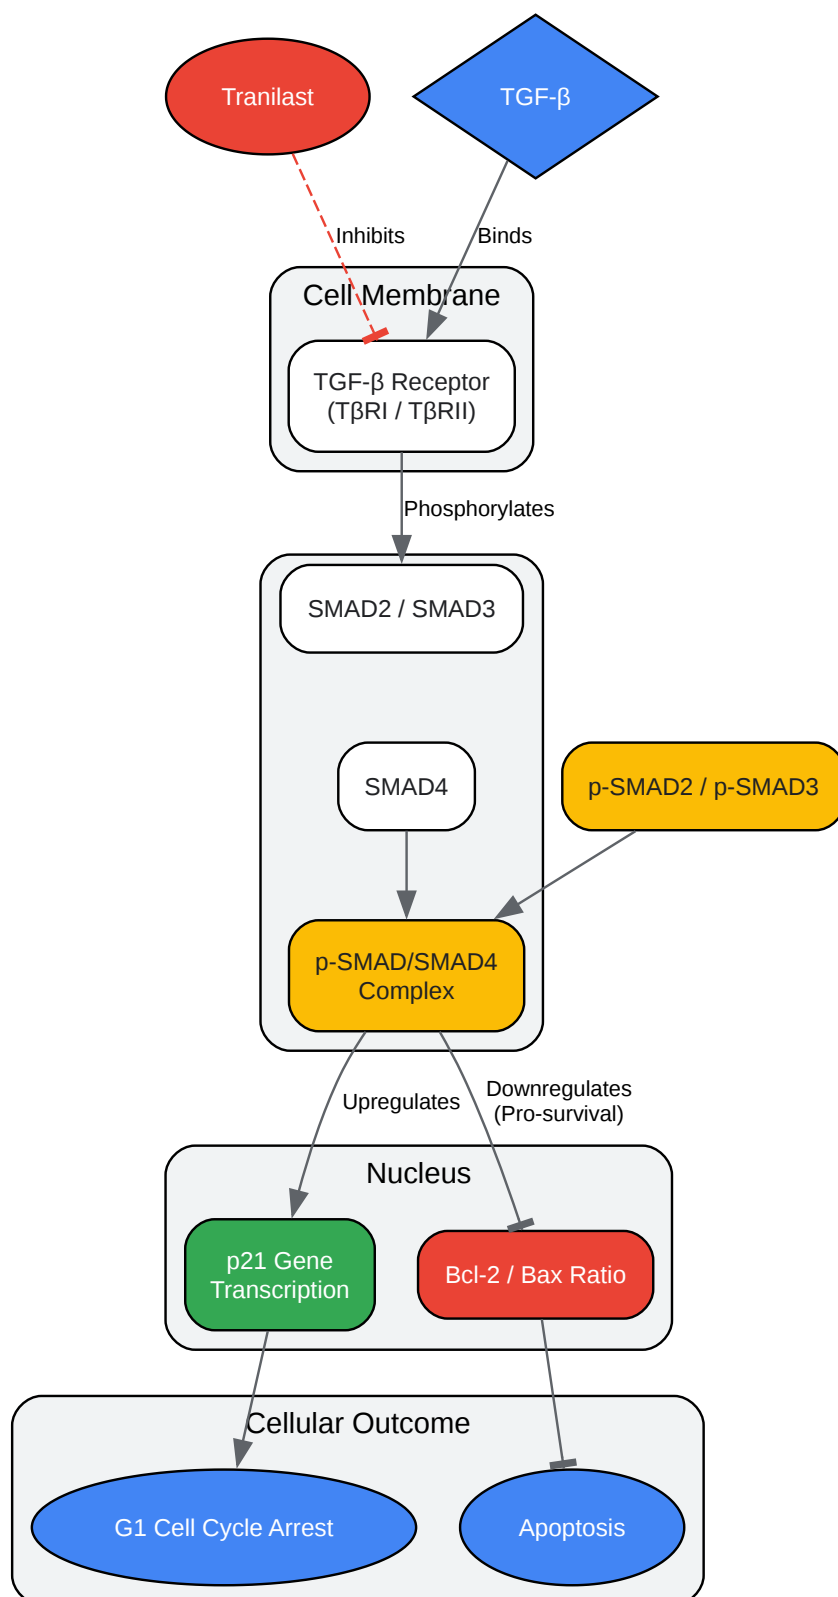 Tranilast
TGF-β
Inhibits
Binds
Cell Membrane
TGF-β Receptor
(TβRI / TβRII)
Phosphorylates
SMAD2 / SMAD3
SMAD4
p-SMAD2 / p-SMAD3
p-SMAD/SMAD4
Complex
Upregulates
Downregulates
(Pro-survival)
Nucleus
p21 Gene
Transcription
Bcl-2 / Bax Ratio
Cellular Outcome
G1 Cell Cycle Arrest
Apoptosis